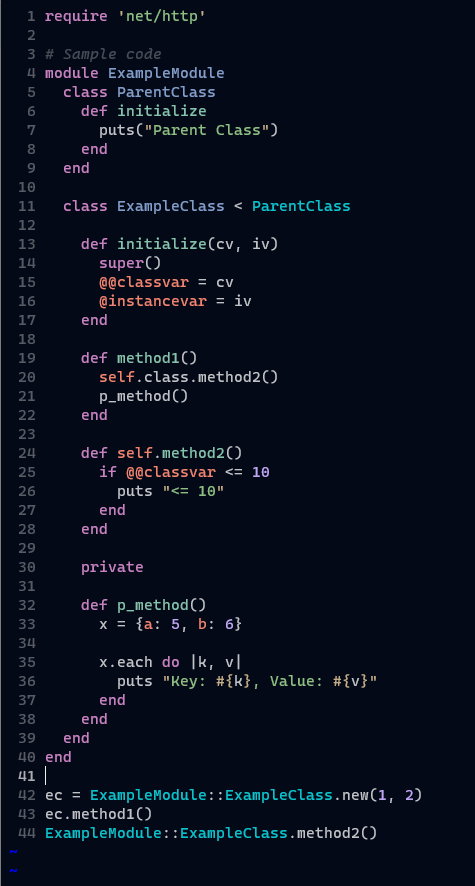 1 require 'net/http'
2
3 # Sample code
4 module ExampleModule
5   class ParentClass
6     def initialize
7       puts("Parent Class")
8     end
9   end
10
11   class ExampleClass < ParentClass
12
13     def initialize(cv, iv)
14       super()
15       @@classvar = cv
16       @instancevar = iv
17     end
18
19     def method1()
20       self.class.method2()
21       p_method()
22     end
23
24     def self.method2()
25       if @@classvar <= 10
26         puts "<= 10"
27       end
28     end
29
30     private
31
32     def p_method()
33       x = {a: 5, b: 6}
34
35       x.each do |k, v|
36         puts "Key: #{k}, Value: #{v}"
37       end
38     end
39   end
40 end
41
42 ec = ExampleModule::ExampleClass.new(1, 2)
43 ec.method1()
44 ExampleModule::ExampleClass.method2()
~
~